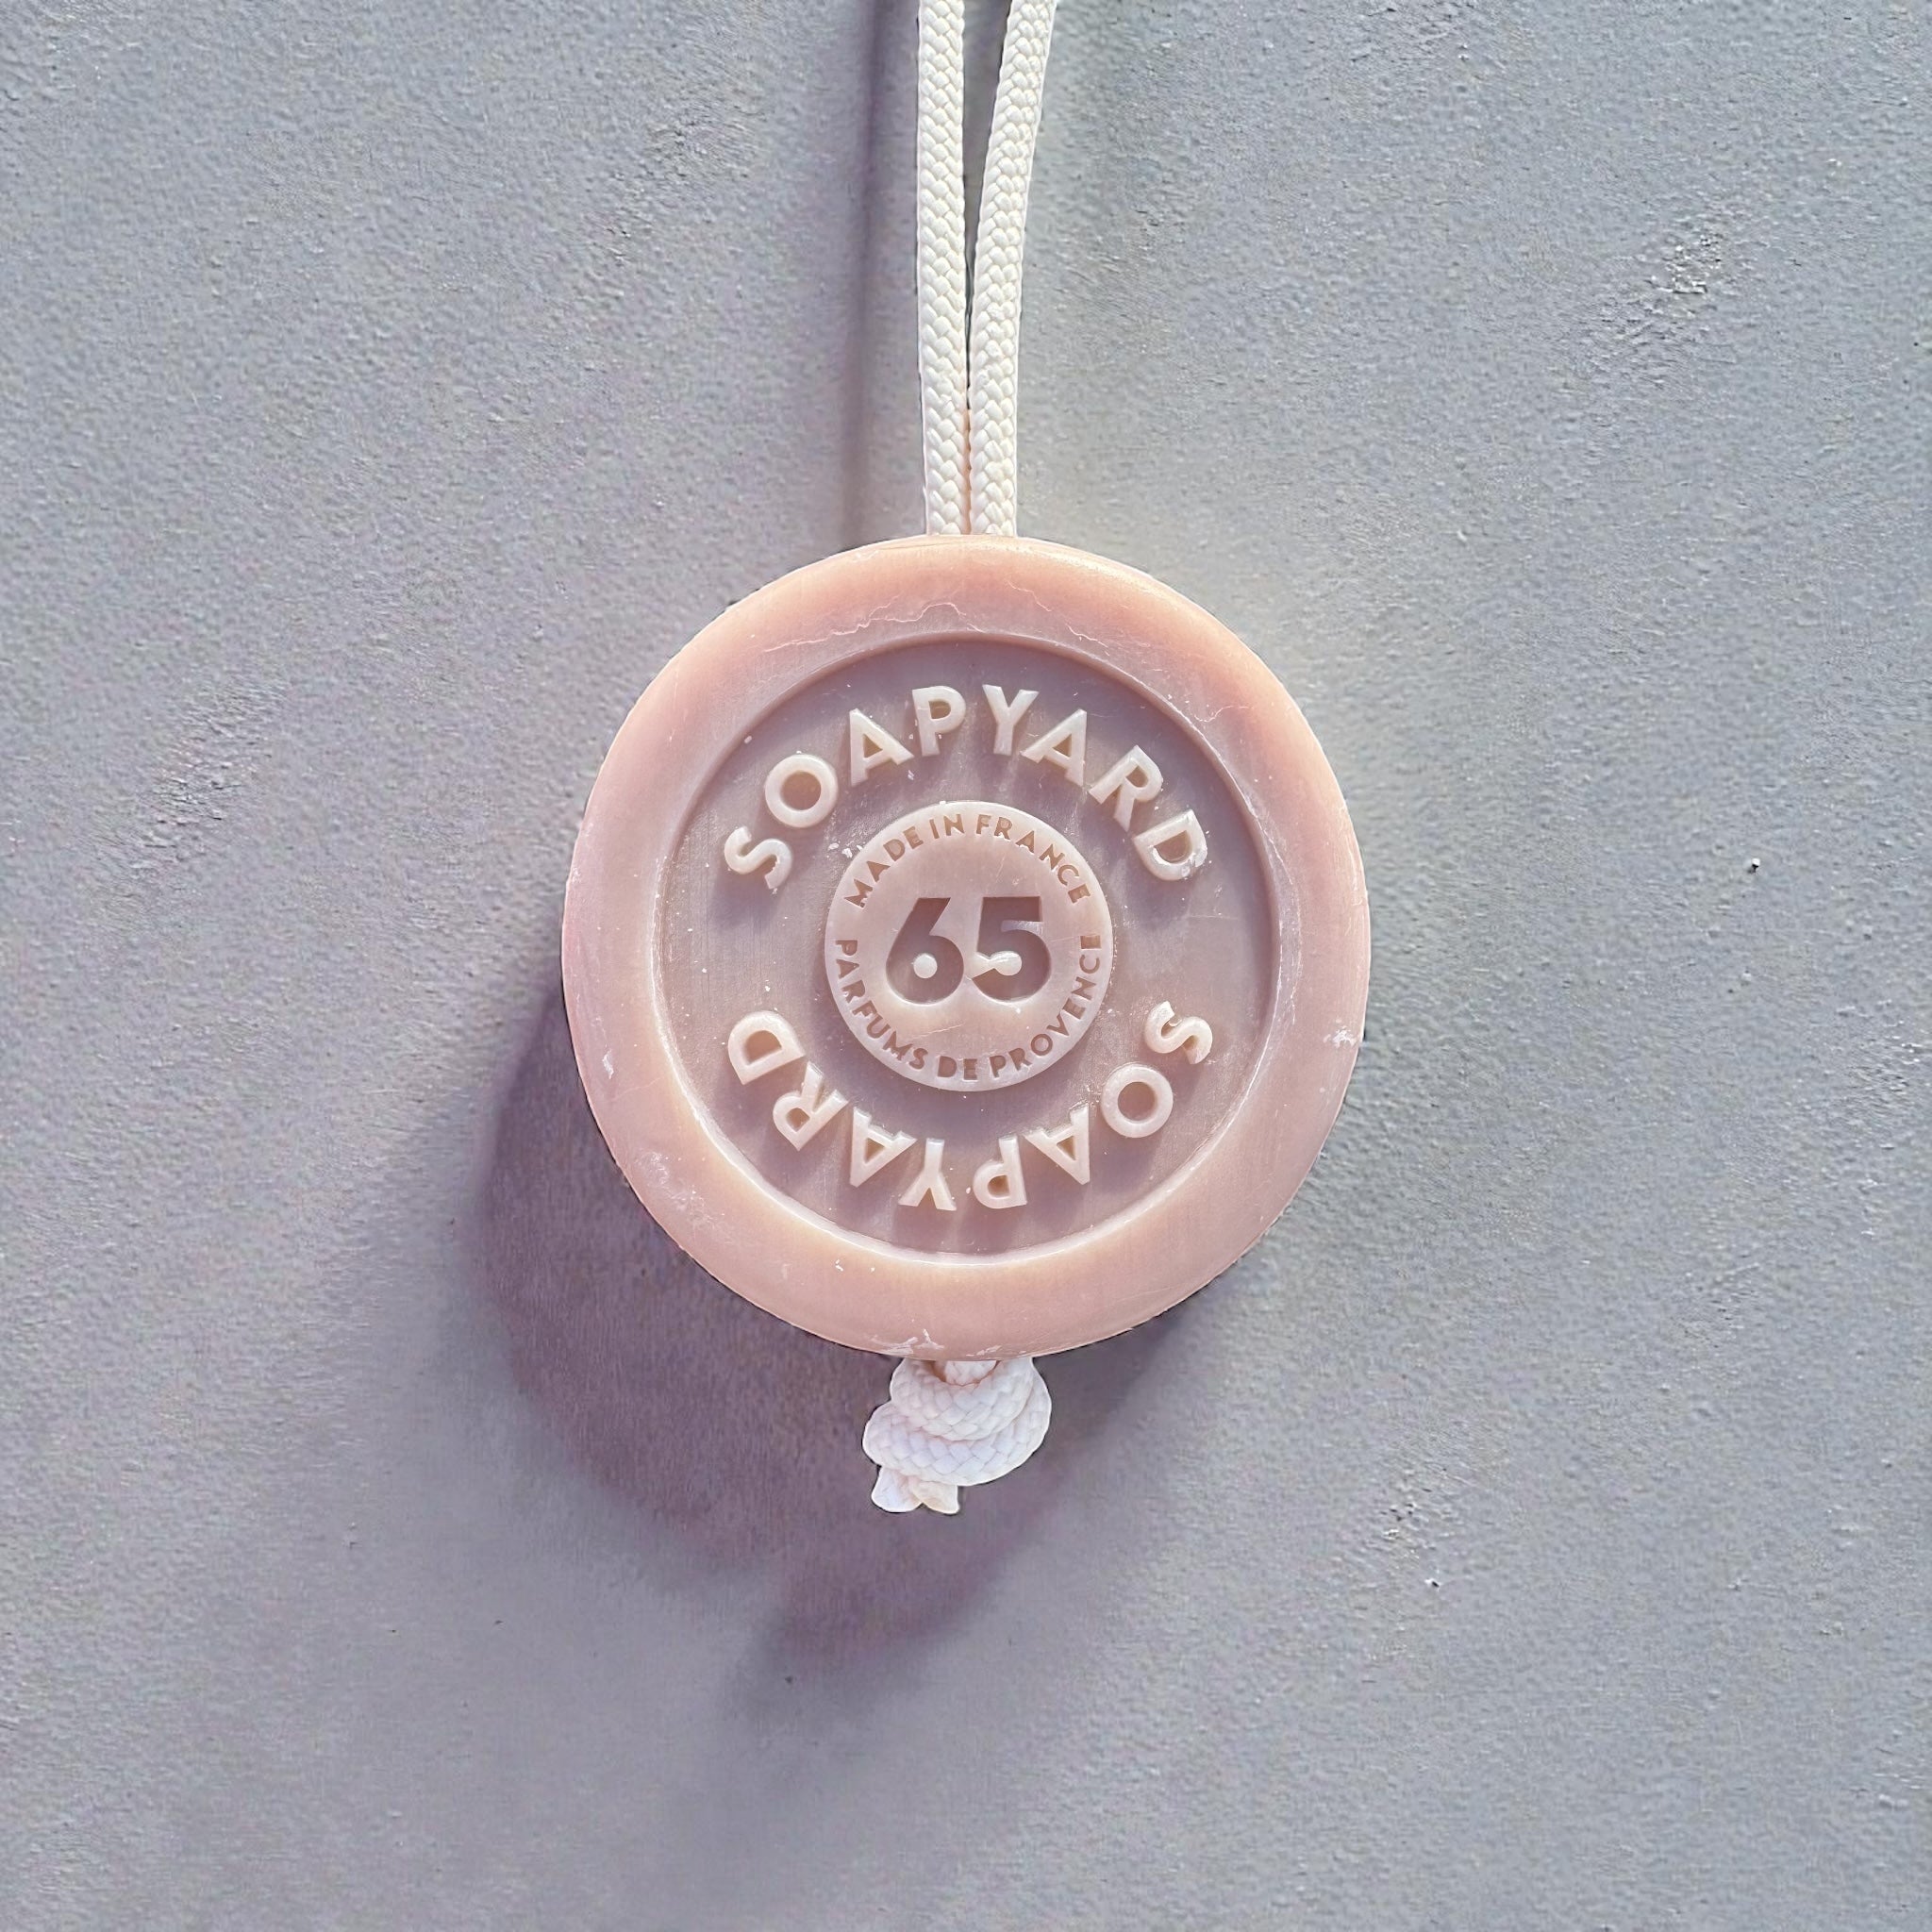 SOAPYARD
MADE IN FRANCE
65
PARFUMS DE PROVENCE
SOAPYARD